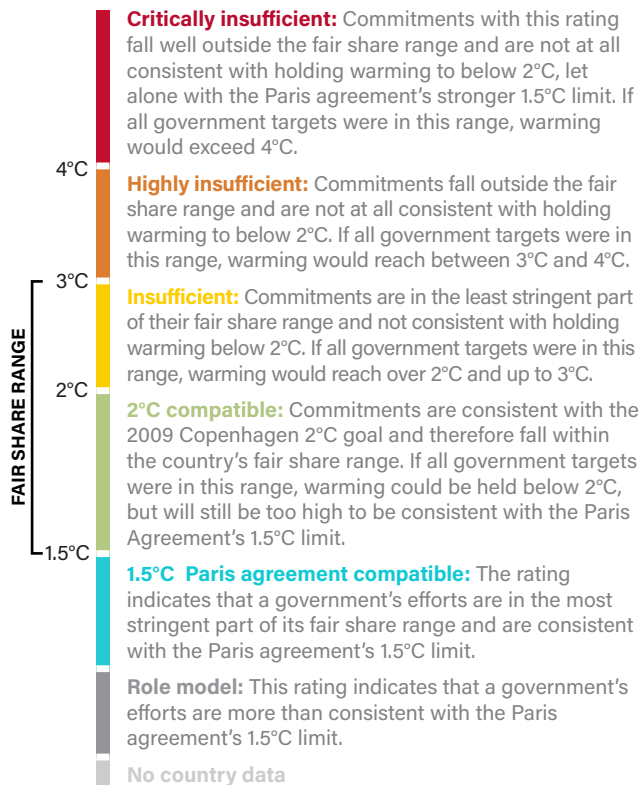 Critically insufficient: Commitments with this rating
fall well outside the fair share range and are not at all
consistent with holding warming to below 2°C, let
alone with the Paris agreement's stronger 1.5°C limit. If
all government targets were in this range, warming
would exceed 4°C.
4°C
Highly insufficient: Commitments fall outside the fair
share range and are not at all consistent with holding
warming to below 2°C. If all government targets were in
this range, warming would reach between 3°C and 4°C.
3°C
Insufficient: Commitments are in the least stringent part
of their fair share range and not consistent with holding
warming below 2°C. If all government targets were in this
range, warming would reach over 2°C and up to 3°C.
2°C
FAIR SHARE RANGE
2°C compatible: Commitments are consistent with the
2009 Copenhagen 2°C goal and therefore fall within
the country's fair share range. If all government targets
were in this range, warming could be held below 2°C,
but will still be too high to be consistent with the Paris
Agreement's 1.5°C limit.
1.5°C
1.5°C Paris agreement compatible: The rating
indicates that a government's efforts are in the most
stringent part of its fair share range and are consistent
with the Paris agreement's 1.5°C limit.
Role model: This rating indicates that a government's
efforts are more than consistent with the Paris
agreement's 1.5°C limit.
No country data